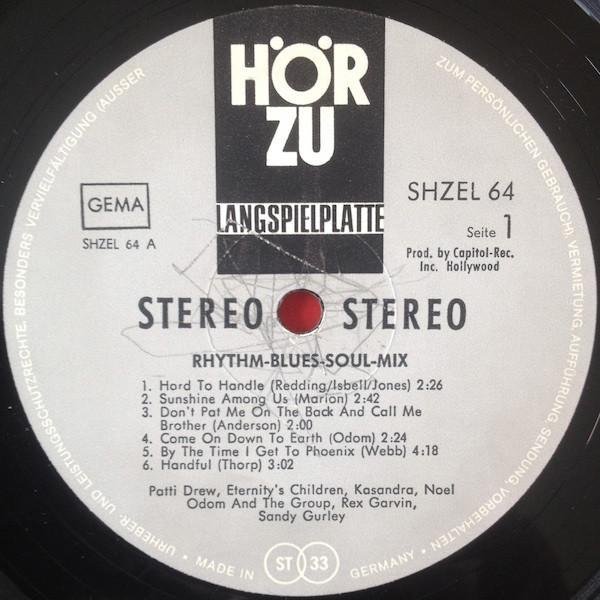 HÖR
ZU
LANGSPIELPLATTE
GEMA
SHZEL 64 A
SHZEL 64
Seite 1
Prod. by Capitol-Rec.
Inc. Hollywood
STEREO STEREO
RHYTHM-BLUES-SOUL-MIX
1. Hord To Handle (Redding/Isbell/Jones) 2:26
2. Sunshine Among Us (Marian) 2:42
3. Don't Pat Me On The Back And Call Me
Brother (Anderson) 2:00
4. Come On Down To Earth (Odom) 2:24
5. By The Time I Get To Phoenix (Webb) 4:18
6. Handful (Thorp) 3:02
Patti Drew, Eternity's Children, Kasandra, Noel
Odom And The Group, Rex Garvin,
Sandy Gurley
URHEBER- UND LEISTUNGSSCHUTZRECHTE, BESONDERS VERVIELFÄLTIGUNG (AUSSER
ZUM PERSÖNLICHEN GEBRAUCH), VERMIETUNG, AUFFÜHRUNG, SENDUNG, VORBEHALTEN
• MADE IN ST 33 GERMANY •